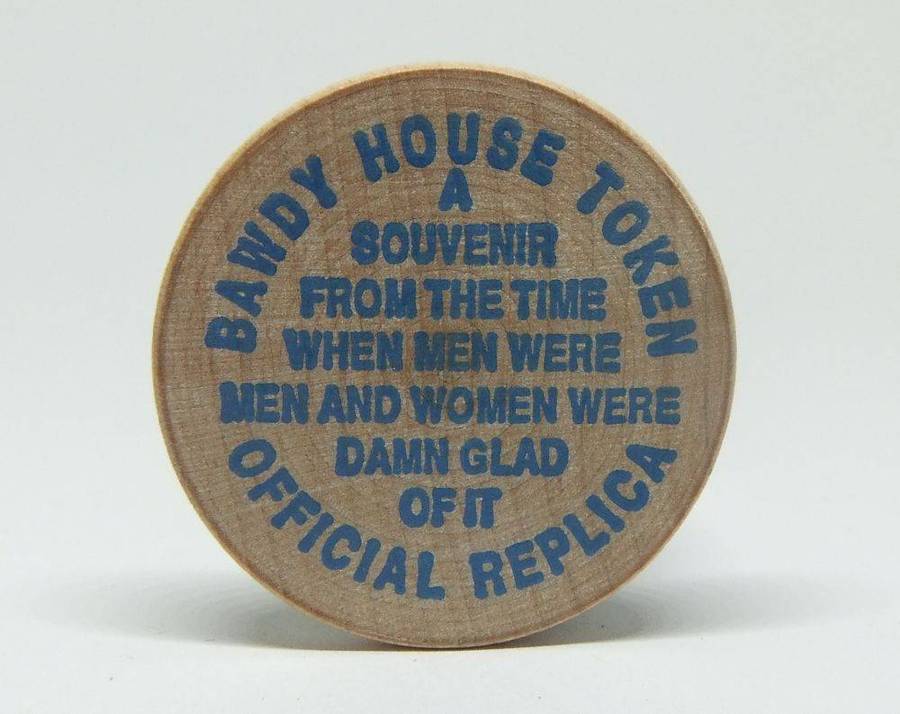 BAWDY HOUSE TOKEN
A
SOUVENIR
FROM THE TIME
WHEN MEN WERE
MEN AND WOMEN WERE
DAMN GLAD
OF IT
OFFICIAL REPLICA